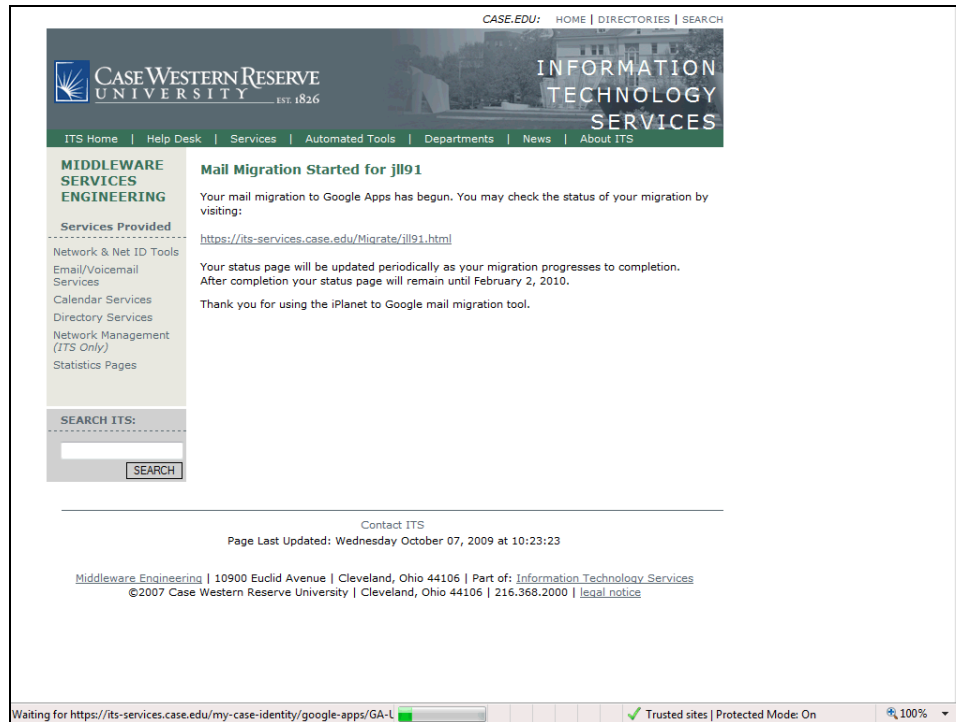 CASE.EDU: HOME | DIRECTORIES | SEARCH
CASE WESTERN RESERVE
UNIVERSITY EST. 1826
INFORMATION
TECHNOLOGY
SERVICES
ITS Home | Help Desk | Services | Automated Tools | Departments | News | About ITS
MIDDLEWARE
SERVICES
ENGINEERING
Services Provided
Network & Net ID Tools
Email/Voicemail
Services
Calendar Services
Directory Services
Network Management
(ITS Only)
Statistics Pages
SEARCH ITS:
SEARCH
Mail Migration Started for jll91
Your mail migration to Google Apps has begun. You may check the status of your migration by
visiting:
https://its-services.case.edu/Migrate/jll91.html
Your status page will be updated periodically as your migration progresses to completion.
After completion your status page will remain until February 2, 2010.
Thank you for using the iPlanet to Google mail migration tool.
Contact ITS
Page Last Updated: Wednesday October 07, 2009 at 10:23:23
Middleware Engineering | 10900 Euclid Avenue | Cleveland, Ohio 44106 | Part of: Information Technology Services
©2007 Case Western Reserve University | Cleveland, Ohio 44106 | 216.368.2000 | legal notice
Waiting for https://its-services.case.edu/my-case-identity/google-apps/GA-U Trusted sites | Protected Mode: On 100%